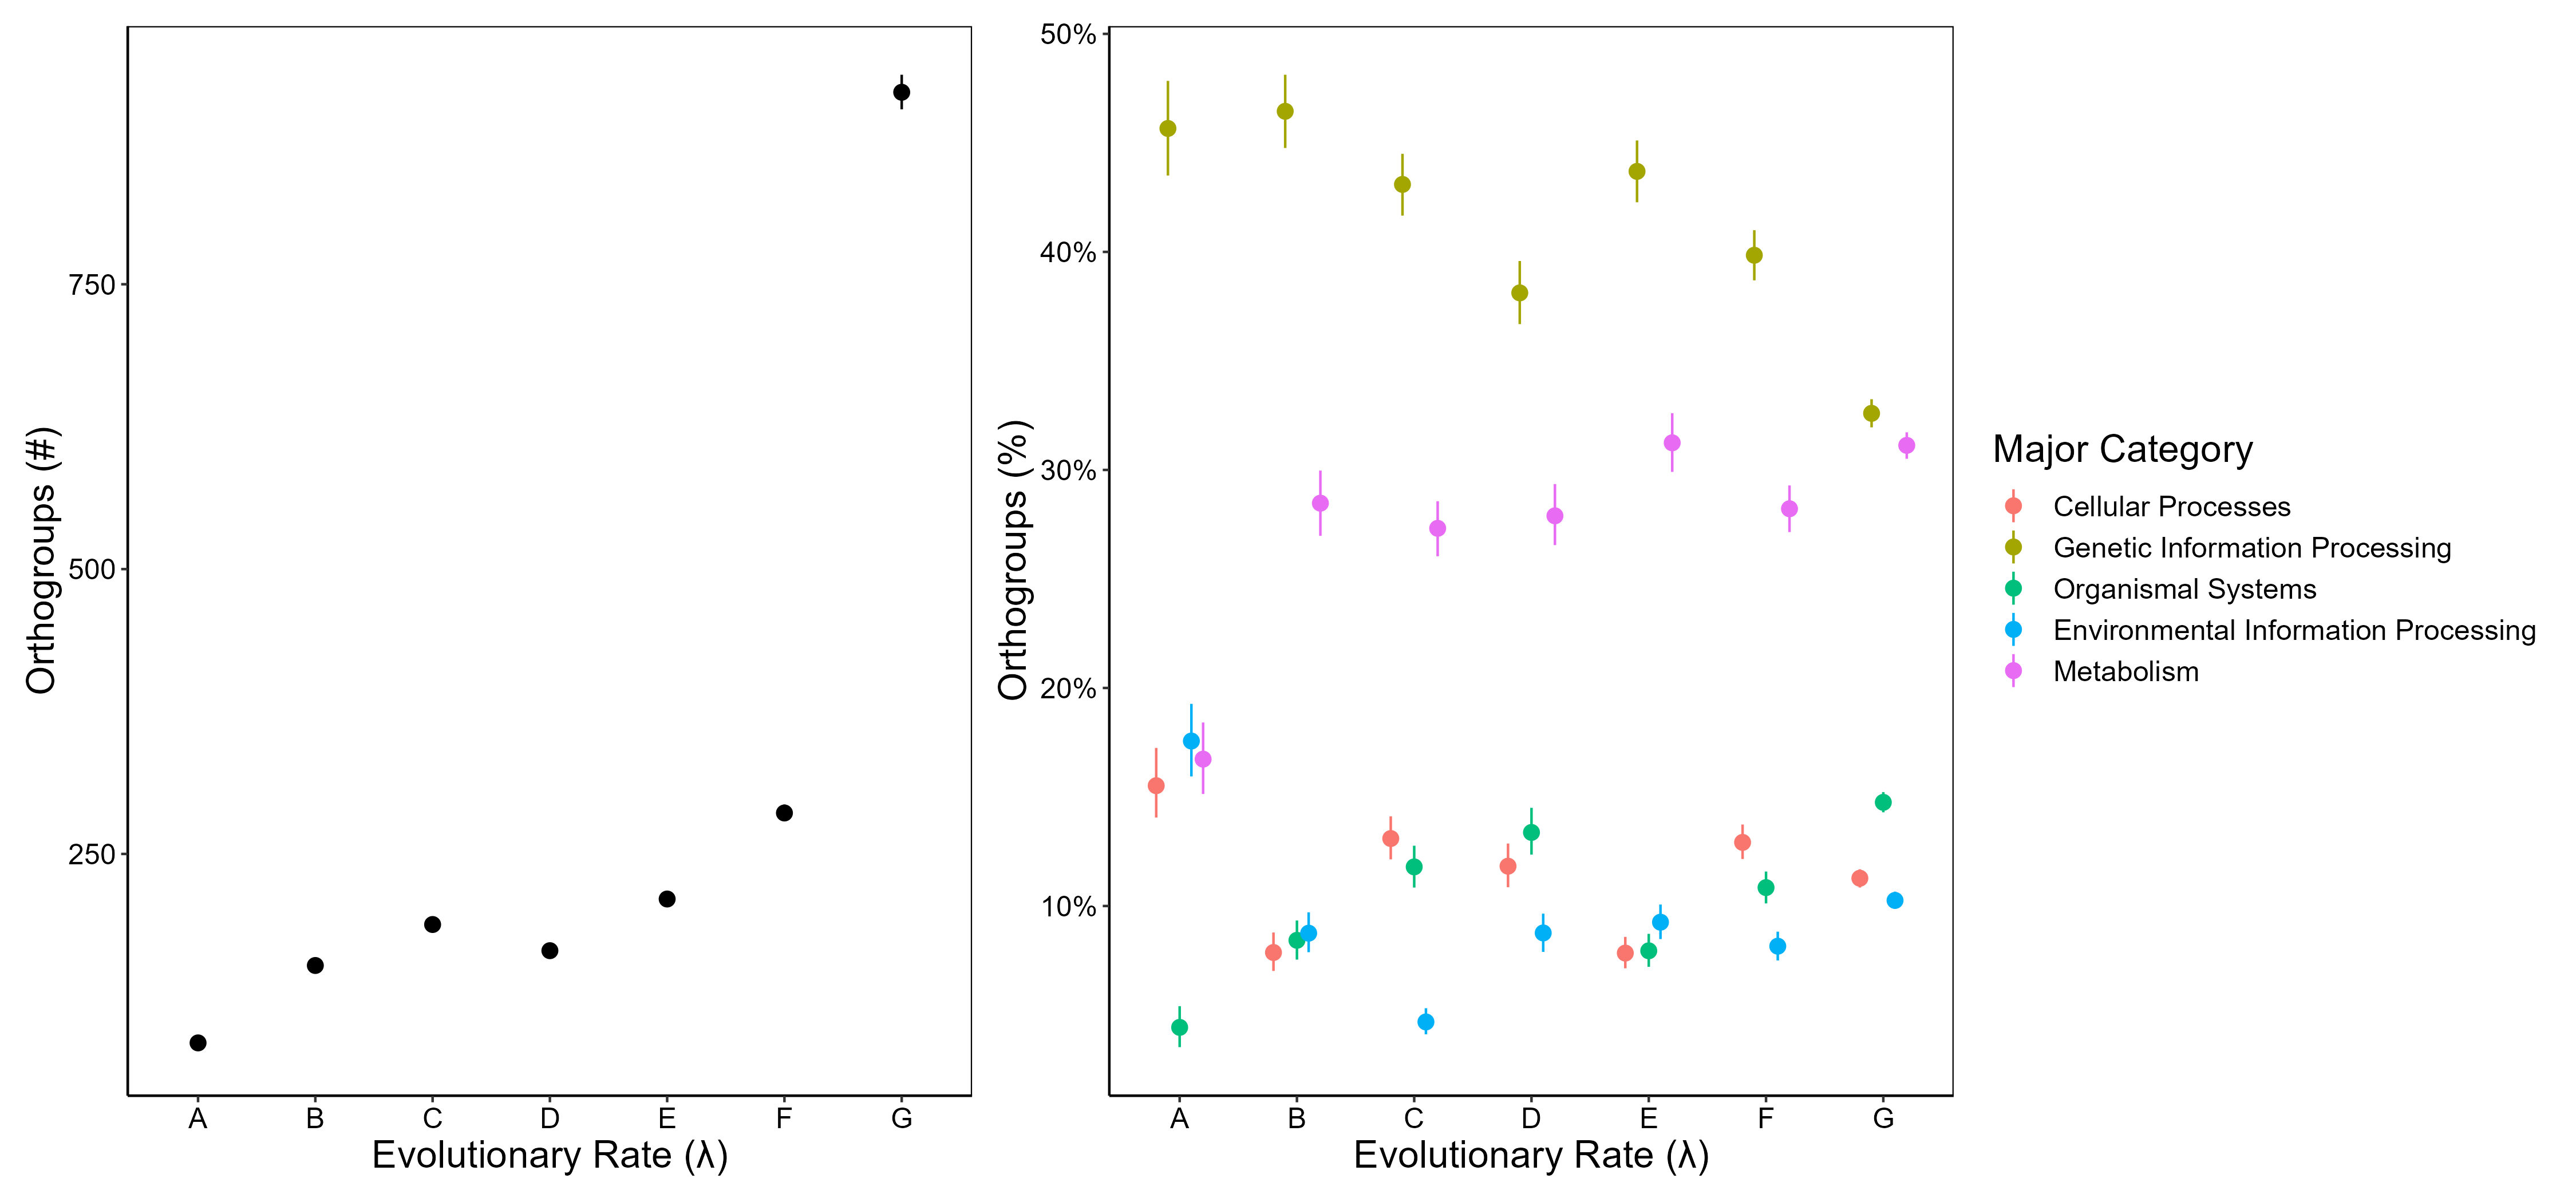 Orthogroups (#)
750
500
250
A B C D E F G
Evolutionary Rate (λ)
Orthogroups (%)
50%
40%
30%
20%
10%
A B C D E F G
Evolutionary Rate (λ)
Major Category
Cellular Processes
Genetic Information Processing
Organismal Systems
Environmental Information Processing
Metabolism